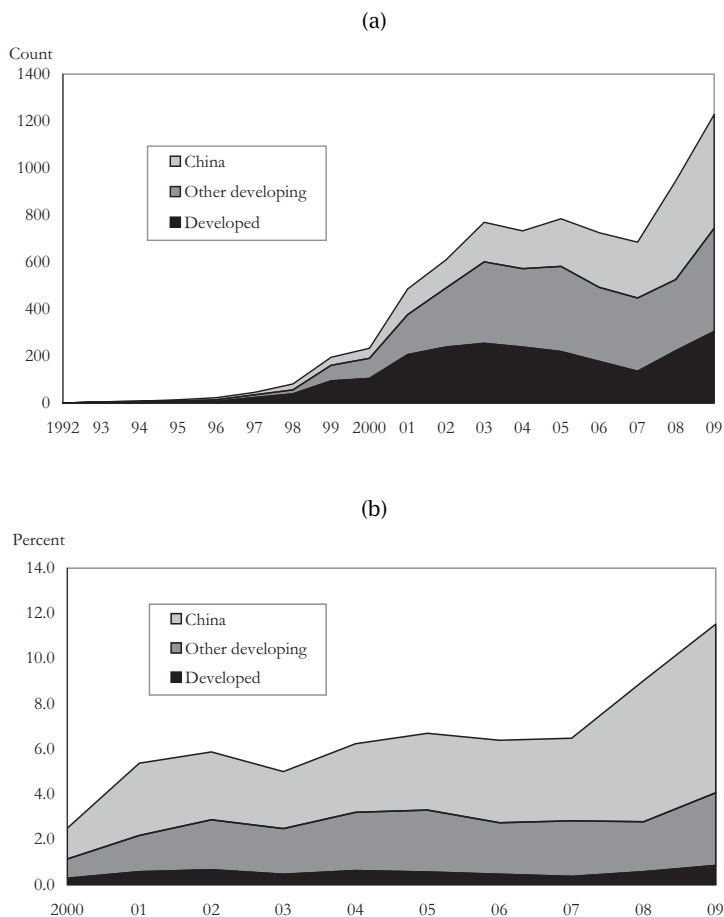 (a)
Count
1400
1200
1000
800
600
400
200
0
China
Other developing
Developed
1992 93 94 95 96 97 98 99 2000 01 02 03 04 05 06 07 08 09
(b)
Percent
14.0
12.0
10.0
8.0
6.0
4.0
2.0
0.0
China
Other developing
Developed
2000 01 02 03 04 05 06 07 08 09